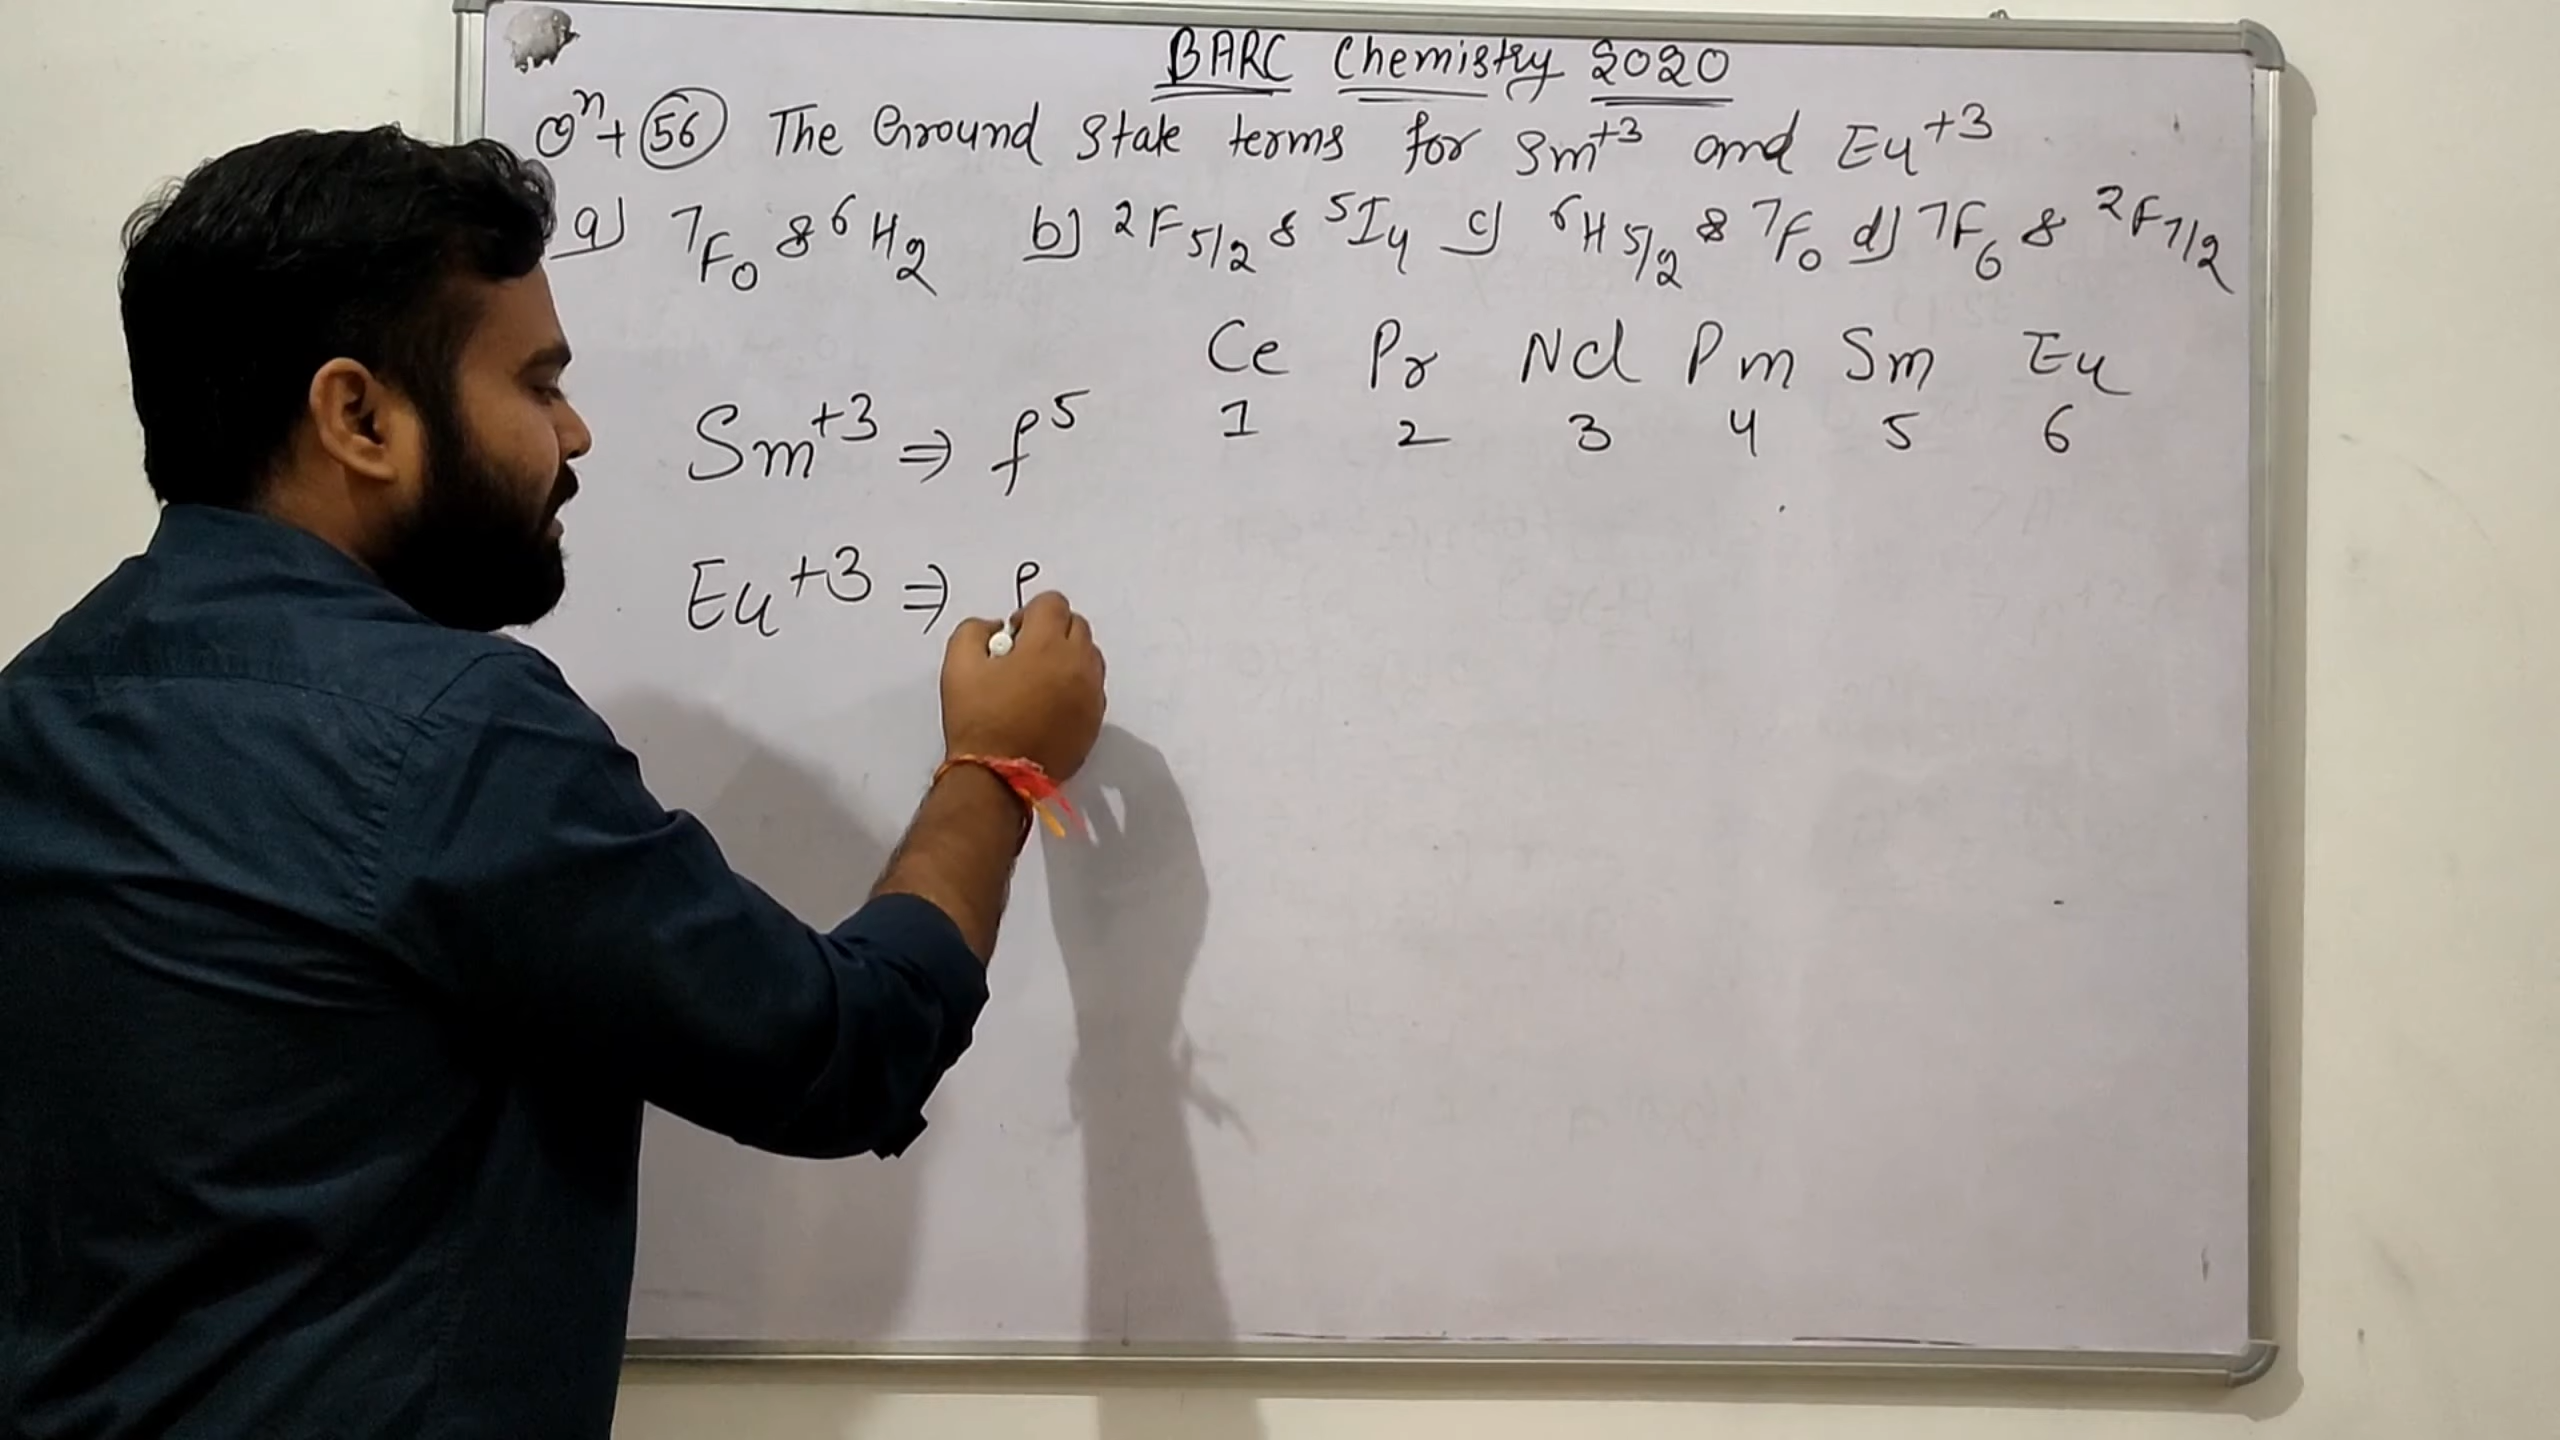 BARC Chemistry 2020
Qⁿ+ 56 The Ground State terms for Sm⁺³ and Eu⁺³
a) ⁷F₀ & ⁶H₂ b) ²F₅/₂ & ⁵I₄ c) ⁶H₅/₂ & ⁷F₀ d) ⁷F₆ & ²F₇/₂
Ce Pr Nd Pm Sm Eu
1 2 3 4 5 6
Sm⁺³ ⇒ f⁵
Eu⁺³ ⇒ f